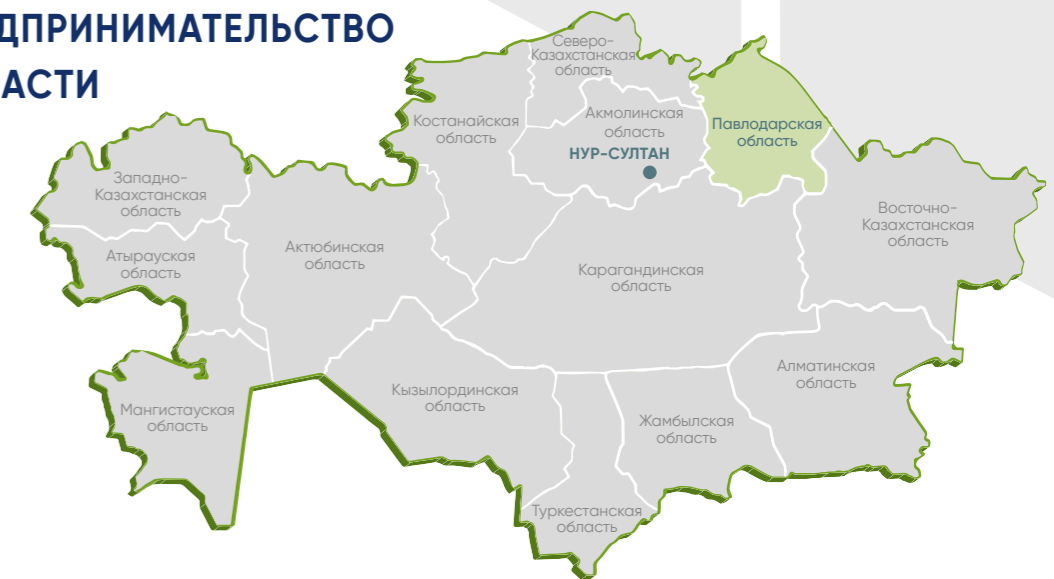 ДПРИНИМАТЕЛЬСТВО
АСТИ
Северо-
Казахстанская
область
Костанайская
область
Акмолинская
область
НУР-СУЛТАН
Павлодарская
область
Западно-
Казахстанская
область
Атырауская
область
Актюбинская
область
Восточно-
Казахстанская
область
Карагандинская
область
Мангистауская
область
Кызылординская
область
Алматинская
область
Жамбылская
область
Туркестанская
область